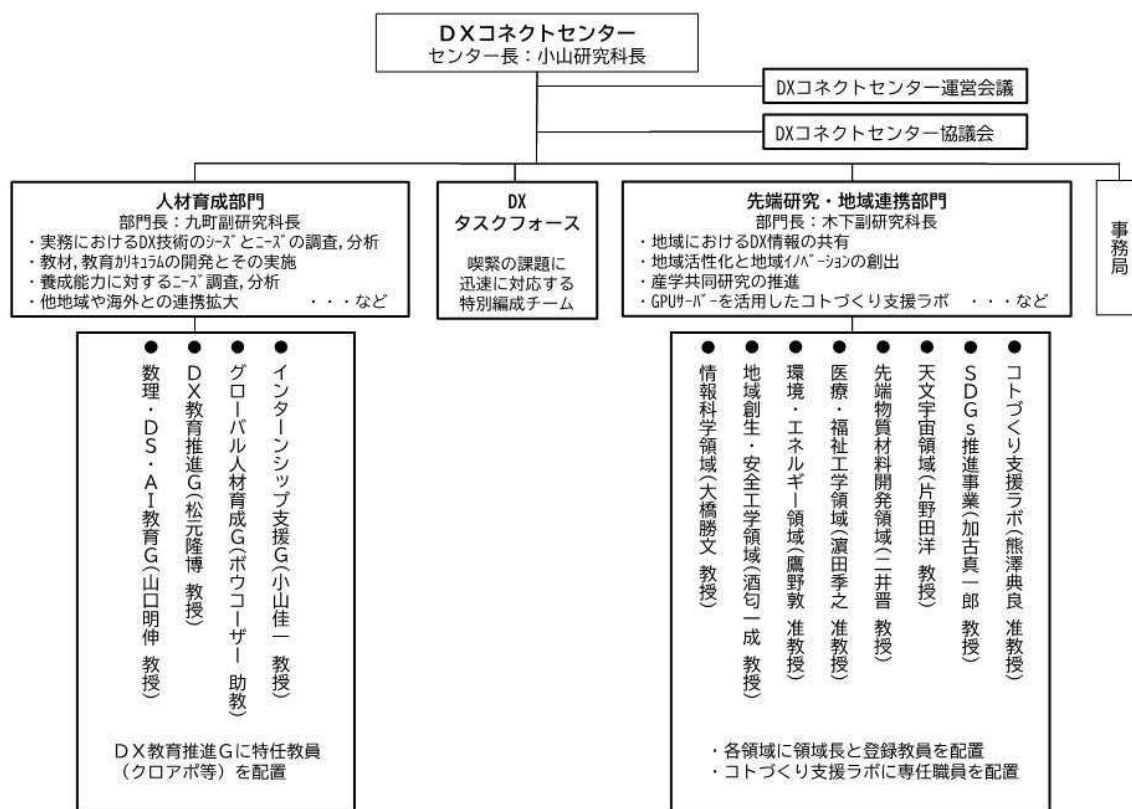 ＤＸコネクトセンター
センター長：小山研究科長
DXコネクトセンター運営会議
DXコネクトセンター協議会
人材育成部門
部門長：九町副研究科長
・実務におけるDX技術のｼｰｽﾞとﾆｰｽﾞの調査,分析
・教材,教育ｶﾘｷｭﾗﾑの開発とその実施
・養成能力に対するﾆｰｽﾞ調査,分析
・他地域や海外との連携拡大　・・・など
DX
タスクフォース
喫緊の課題に
迅速に対応する
特別編成チーム
先端研究・地域連携部門
部門長：木下副研究科長
・地域におけるDX情報の共有
・地域活性化と地域ｲﾉﾍﾞｰｼｮﾝの創出
・産学共同研究の推進
・GPUｻｰﾊﾞｰを活用したコトづくり支援ラボ　・・・など
事務局
●数理・ＤＳ・ＡＩ教育Ｇ(山口明伸 教授)
●ＤＸ教育推進Ｇ(松元隆博 教授)
●グローバル人材育成Ｇ(ボウコーザー 助教)
●インターンシップ支援Ｇ(小山佳一 教授)
ＤＸ教育推進Ｇに特任教員
（クロアポ等）を配置
●情報科学領域(大橋勝文 教授)
●地域創生・安全工学領域(酒匂一成 教授)
●環境・エネルギー領域(鷹野敦 准教授)
●医療・福祉工学領域(濵田季之 准教授)
●先端物質材料開発領域(二井晋 教授)
●天文宇宙領域(片野田洋 教授)
●ＳＤＧｓ推進事業(加古真一郎 教授)
●コトづくり支援ラボ(熊澤典良 准教授)
・各領域に領域長と登録教員を配置
・コトづくり支援ラボに専任職員を配置